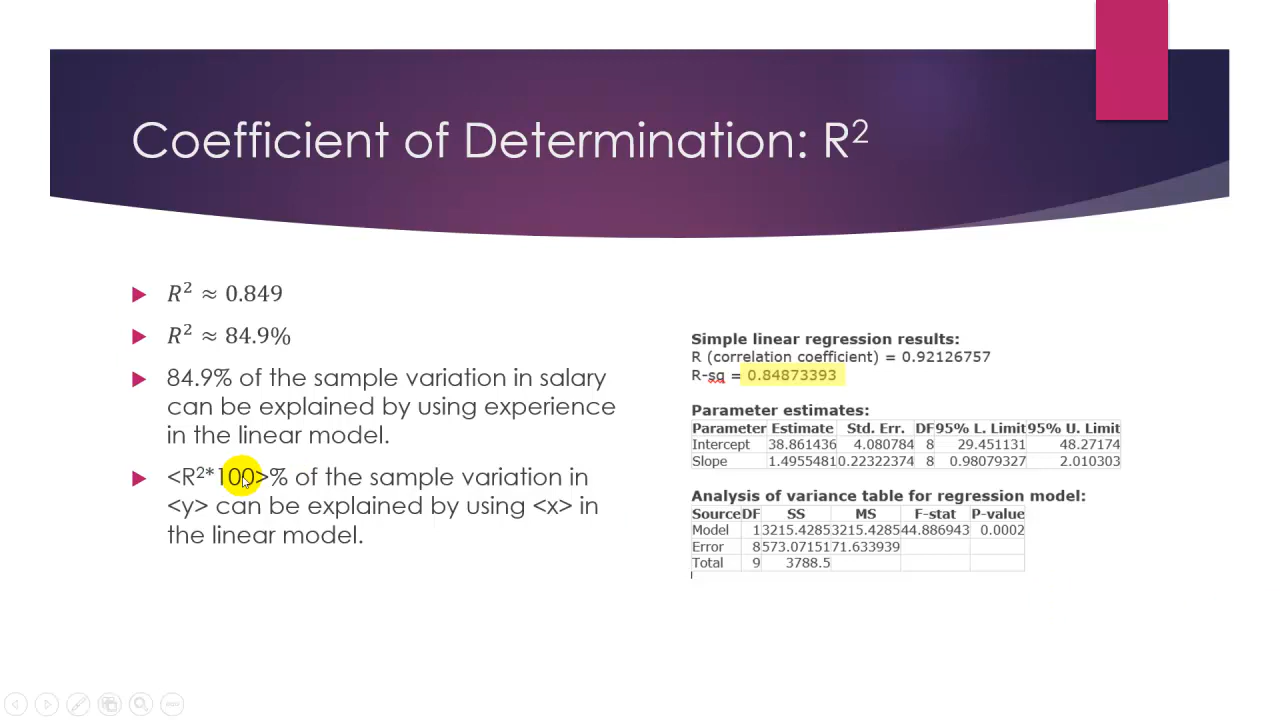 Coefficient of Determination: R²
R² ≈ 0.849
R² ≈ 84.9%
84.9% of the sample variation in salary
can be explained by using experience
in the linear model.
<R²*100>% of the sample variation in
<y> can be explained by using <x> in
the linear model.
Simple linear regression results:
R (correlation coefficient) = 0.92126757
R-sq = 0.84873393
Parameter estimates:
Parameter Estimate Std. Err. DF 95% L. Limit 95% U. Limit
Intercept 38.861436 4.080784 8 29.451131 48.27174
Slope 1.4955481 0.22322374 8 0.98079327 2.010303
Analysis of variance table for regression model:
Source DF SS MS F-stat P-value
Model 1 3215.4285 3215.4285 44.886943 0.0002
Error 8 573.07151 71.633939
Total 9 3788.5